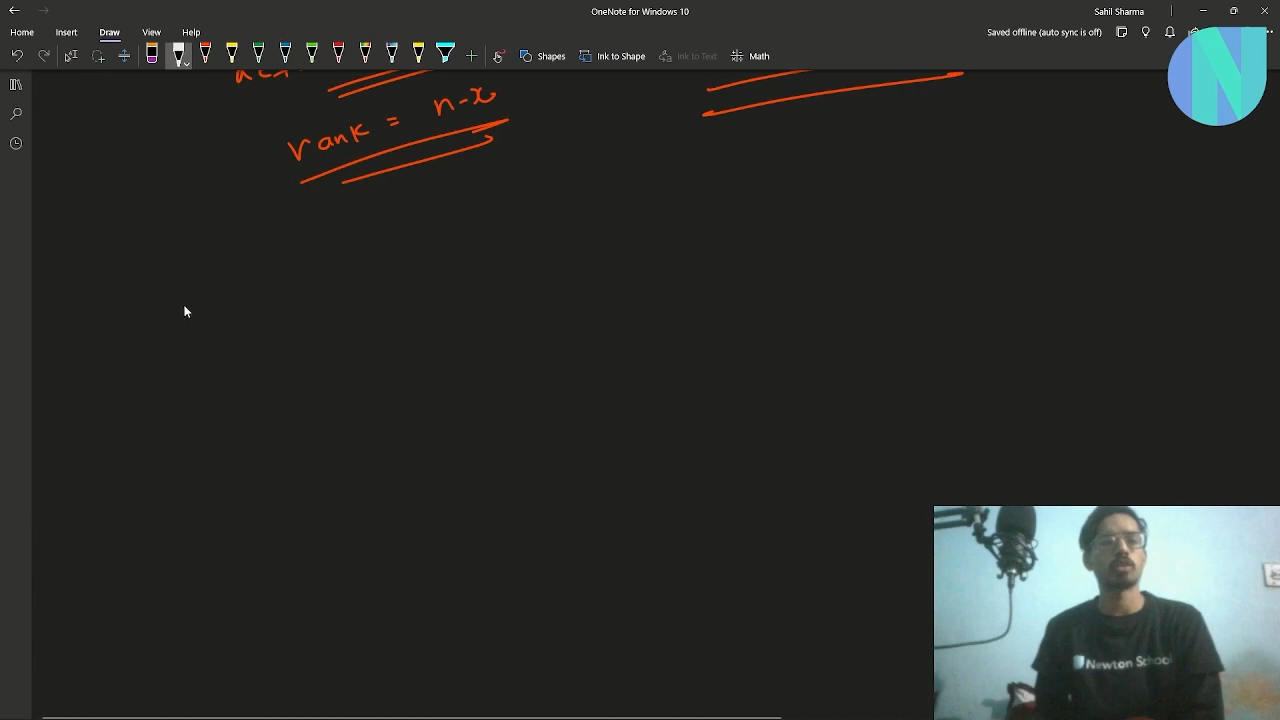 OneNote for Windows 10
Sahil Sharma
Home Insert Draw View Help
Saved offline (auto sync is off)
Shapes Ink to Shape Ink to Text Math
rank = n-x
Newton School